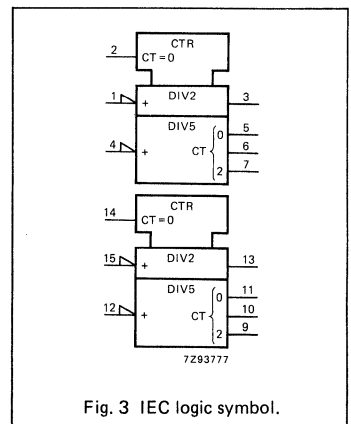 CTR
2 CT=0
1 + DIV2 3
DIV5
0 5
4 + CT 6
2 7
CTR
14 CT=0
15 + DIV2 13
DIV5
0 11
12 + CT 10
2 9
7Z93777
Fig. 3 IEC logic symbol.